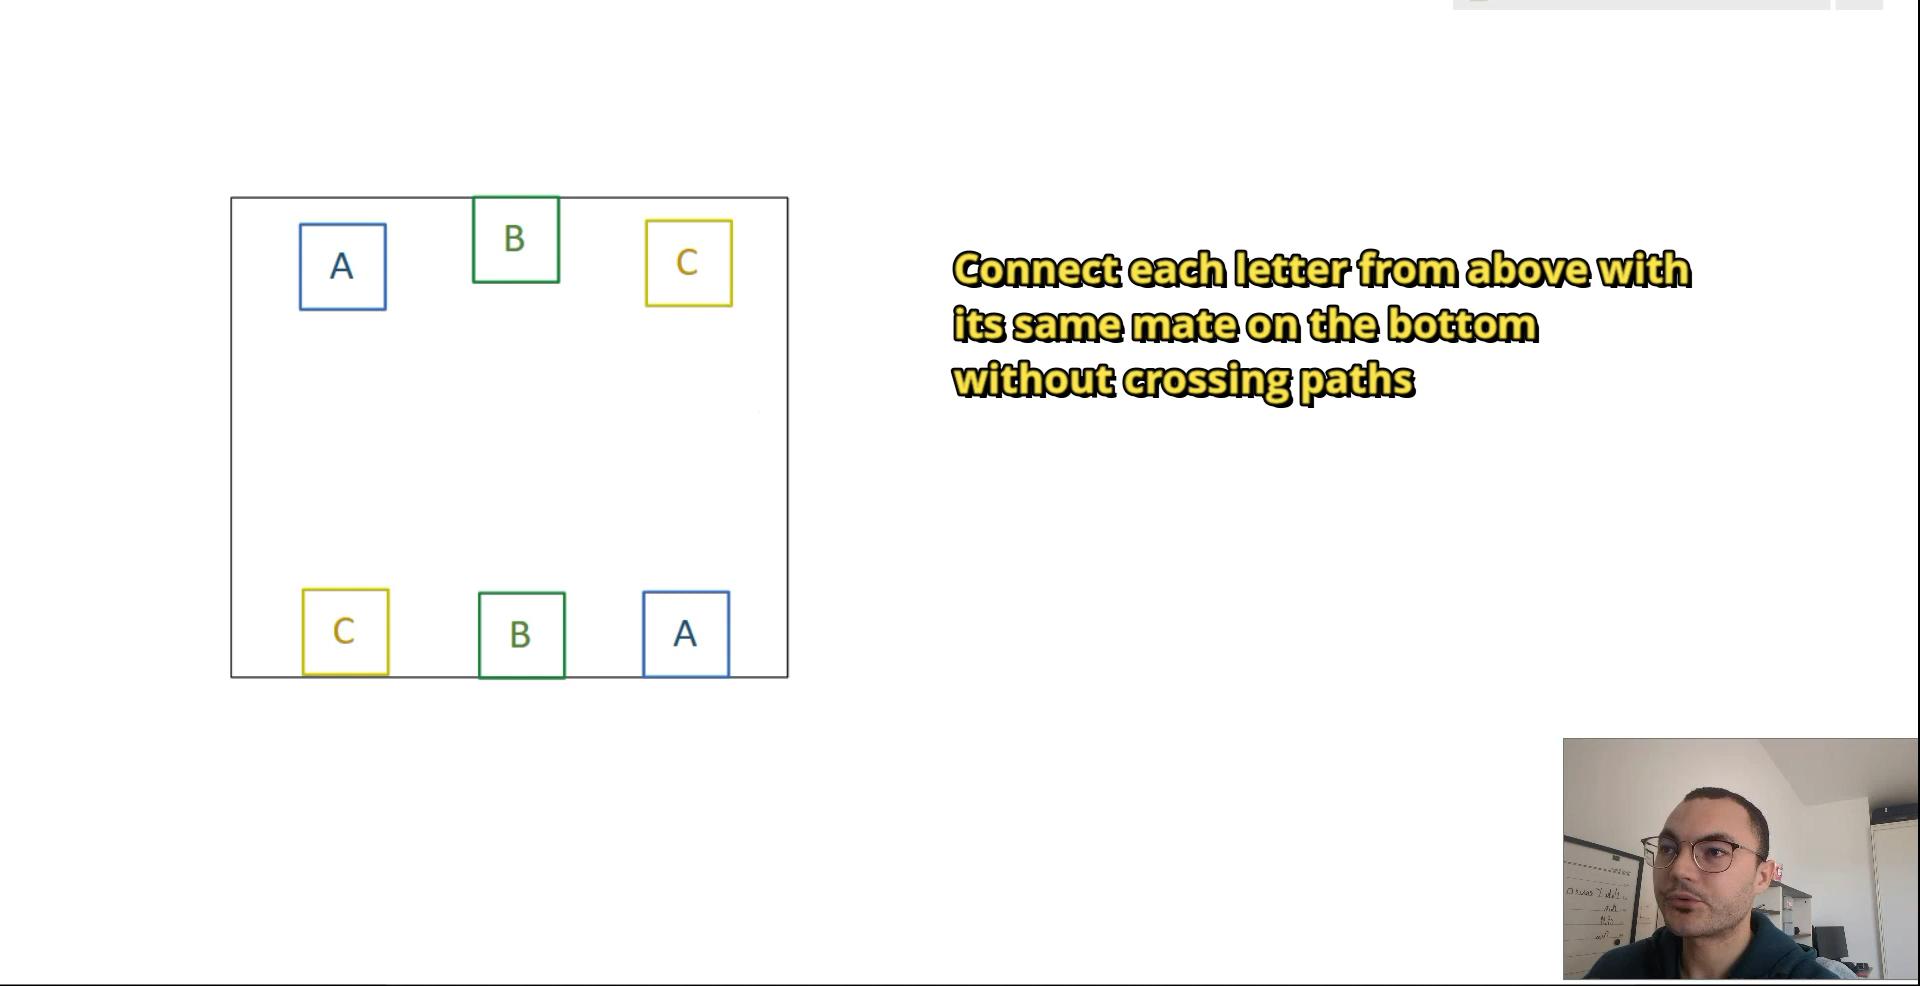 A B C
Connect each letter from above with
its same mate on the bottom
without crossing paths
C B A